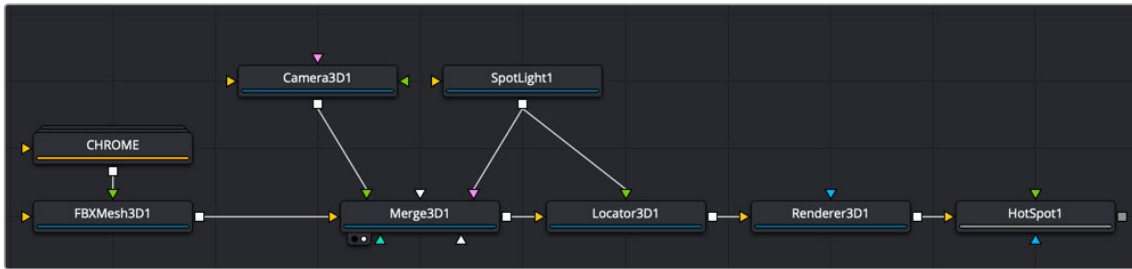 Camera3D1
SpotLight1
CHROME
FBXMesh3D1
Merge3D1
Locator3D1
Renderer3D1
HotSpot1